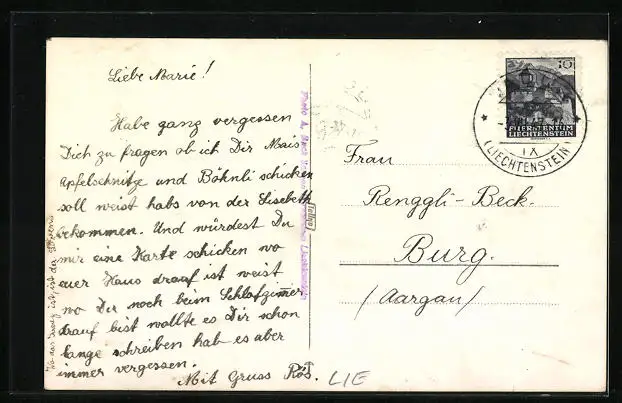 Liebe Marie!
Habe ganz vergessen
Dich zu fragen ob ich Dir Mais
apfelschnitze und Böhnli schicken
soll weist habs von der Lisebeth
bekommen. Und würdest Du
mir eine Karte schicken wo
euer Haus drauf ist weist
wo Du noch beim Schlafzimmer
drauf bist wollte es Dir schon
lange schreiben hab es aber
immer vergessen.
Mit Gruss Rös.
LIE
Photo A.
10
FÜRSTENTUM
LIECHTENSTEIN
IX
(LIECHTENSTEIN)
Frau
Renggli-Beck.
Burg.
/Aargau/